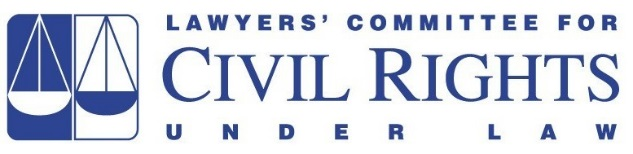 LAWYERS' COMMITTEE FOR
CIVIL RIGHTS
UNDER LAW